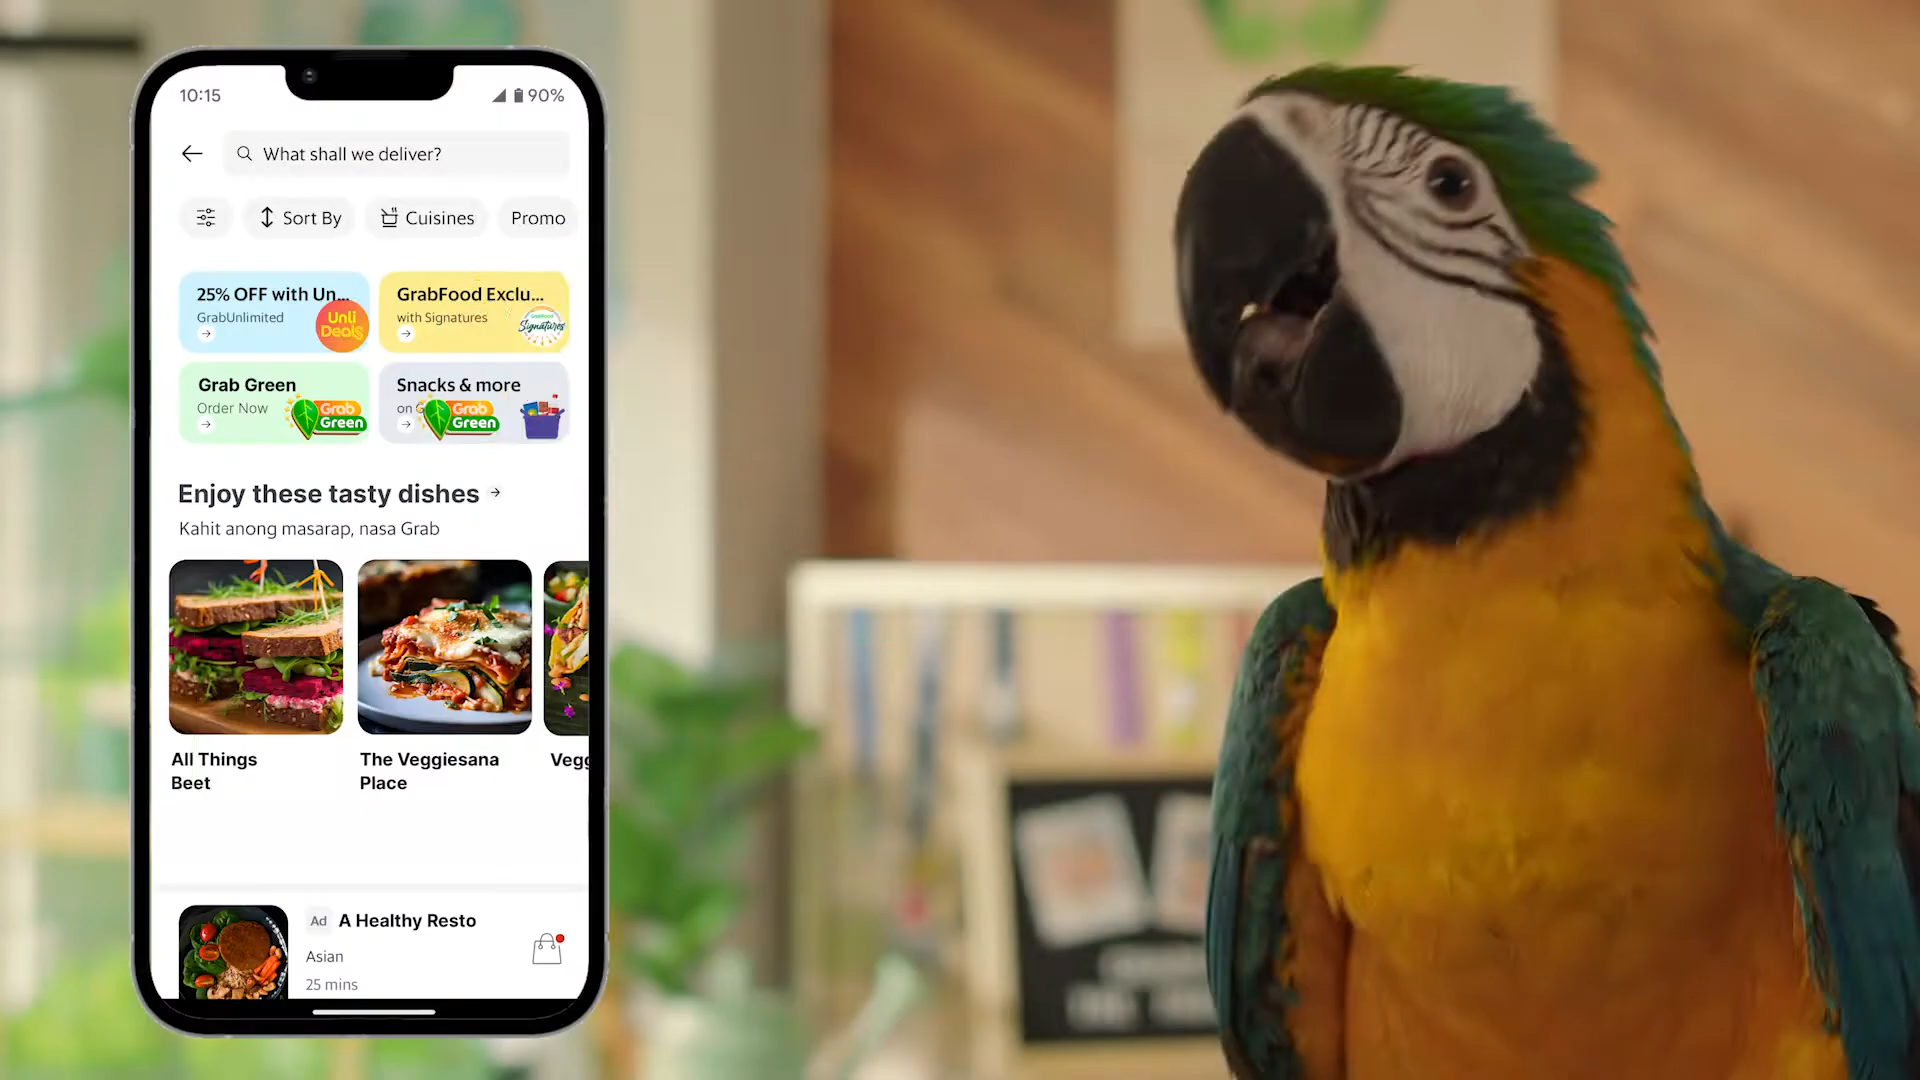 10:15
90%
What shall we deliver?
Sort By
Cuisines
Promo
25% OFF with Un...
GrabUnlimited
Unli
Deals
GrabFood Exclu...
with Signatures
GrabFood
Signatures
Grab Green
Order Now
Grab
Green
Snacks & more
on G
Grab
Green
Enjoy these tasty dishes
Kahit anong masarap, nasa Grab
All Things
Beet
The Veggiesana
Place
Vegg
Ad A Healthy Resto
Asian
25 mins